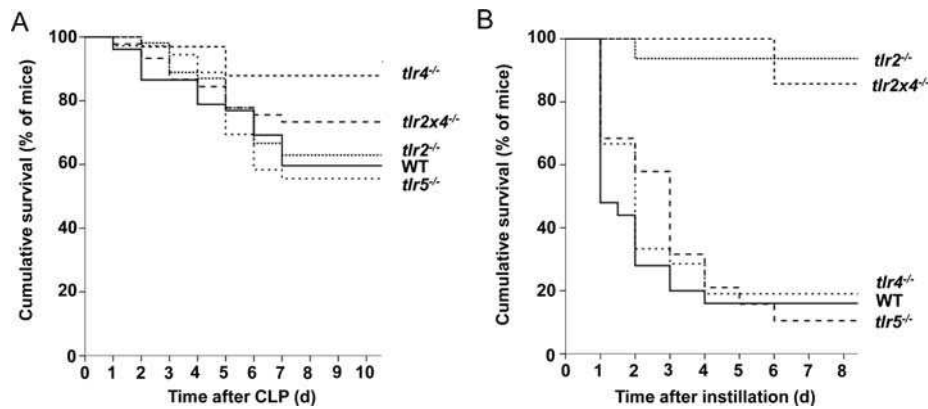 A
Cumulative survival (% of mice)
100
80
60
40
20
0
0 1 2 3 4 5 6 7 8 9 10
Time after CLP (d)
tlr4-/-
tlr2x4-/-
tlr2-/-
WT
tlr5-/-
B
Cumulative survival (% of mice)
100
80
60
40
20
0
0 1 2 3 4 5 6 7 8
Time after instillation (d)
tlr2-/-
tlr2x4-/-
tlr4-/-
WT
tlr5-/-